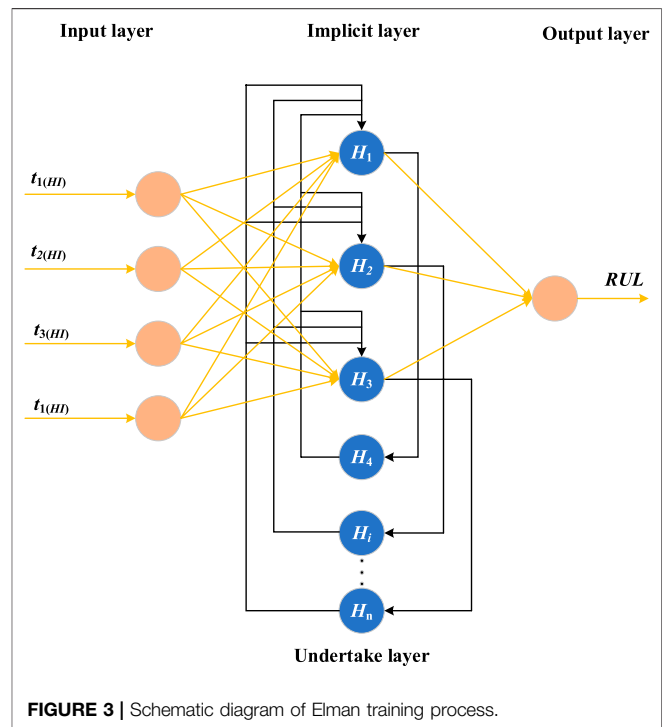 Input layer
Implicit layer
Output layer
t1(HI)
t2(HI)
t3(HI)
t1(HI)
H1
H2
H3
H4
Hi
Hn
RUL
Undertake layer
FIGURE 3 | Schematic diagram of Elman training process.